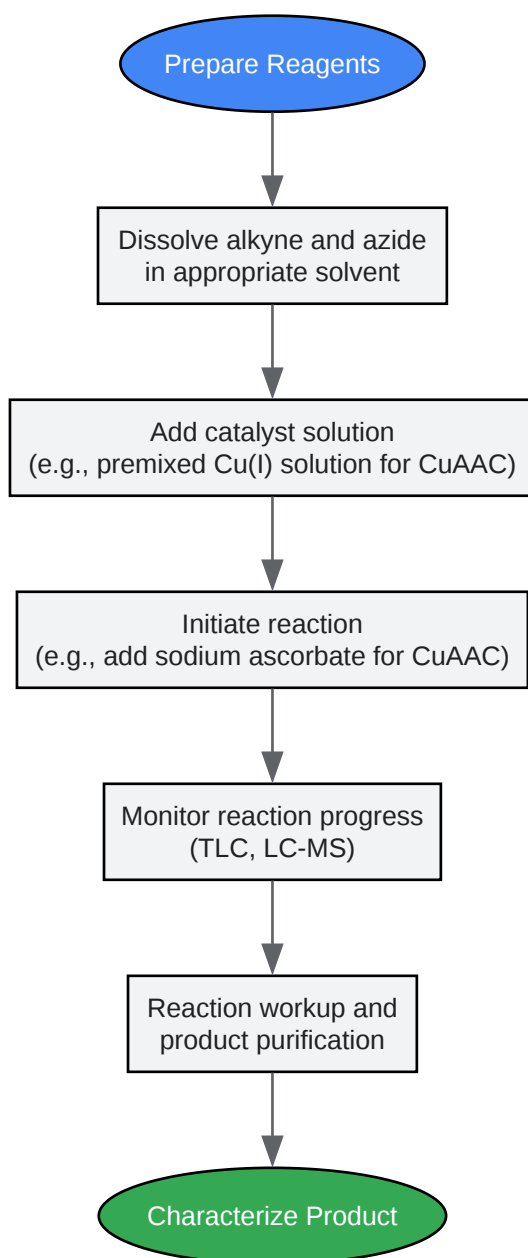 Prepare Reagents
Dissolve alkyne and azide
in appropriate solvent
Add catalyst solution
(e.g., premixed Cu(I) solution for CuAAC)
Initiate reaction
(e.g., add sodium ascorbate for CuAAC)
Monitor reaction progress
(TLC, LC-MS)
Reaction workup and
product purification
Characterize Product